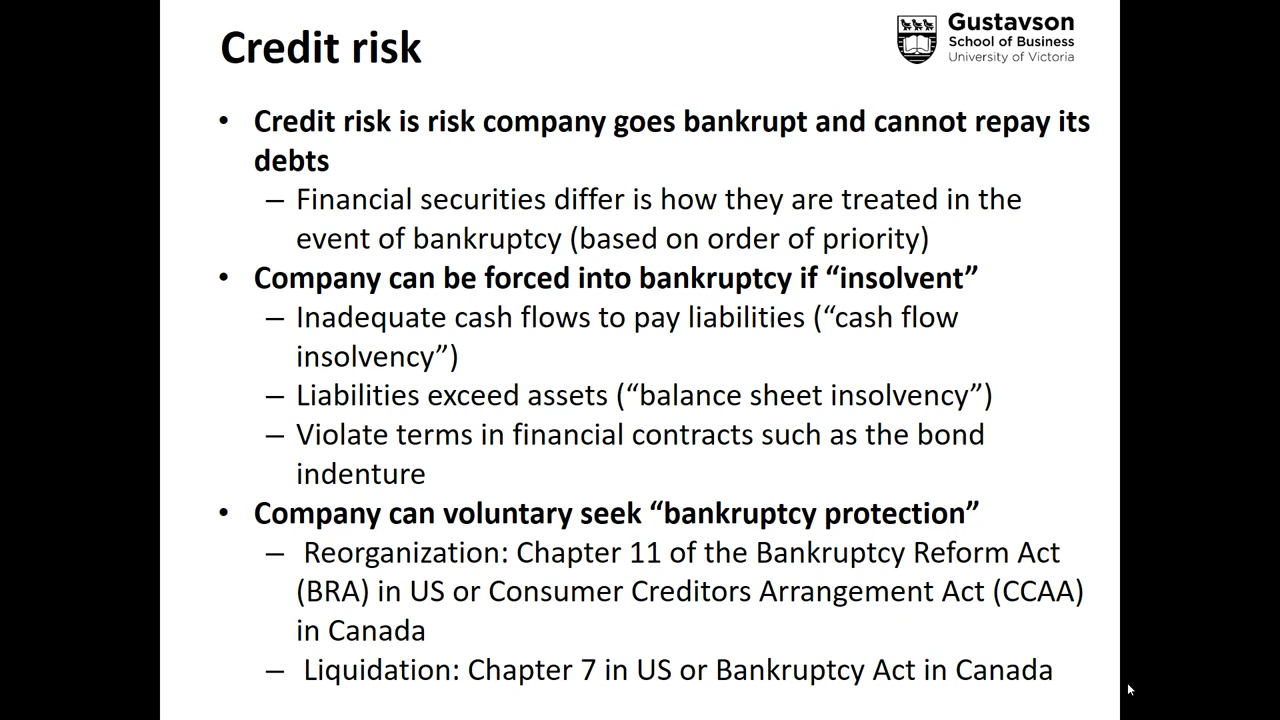 Credit risk
Gustavson
School of Business
University of Victoria
• Credit risk is risk company goes bankrupt and cannot repay its
debts
– Financial securities differ is how they are treated in the
event of bankruptcy (based on order of priority)
• Company can be forced into bankruptcy if “insolvent”
– Inadequate cash flows to pay liabilities (“cash flow
insolvency”)
– Liabilities exceed assets (“balance sheet insolvency”)
– Violate terms in financial contracts such as the bond
indenture
• Company can voluntary seek “bankruptcy protection”
– Reorganization: Chapter 11 of the Bankruptcy Reform Act
(BRA) in US or Consumer Creditors Arrangement Act (CCAA)
in Canada
– Liquidation: Chapter 7 in US or Bankruptcy Act in Canada